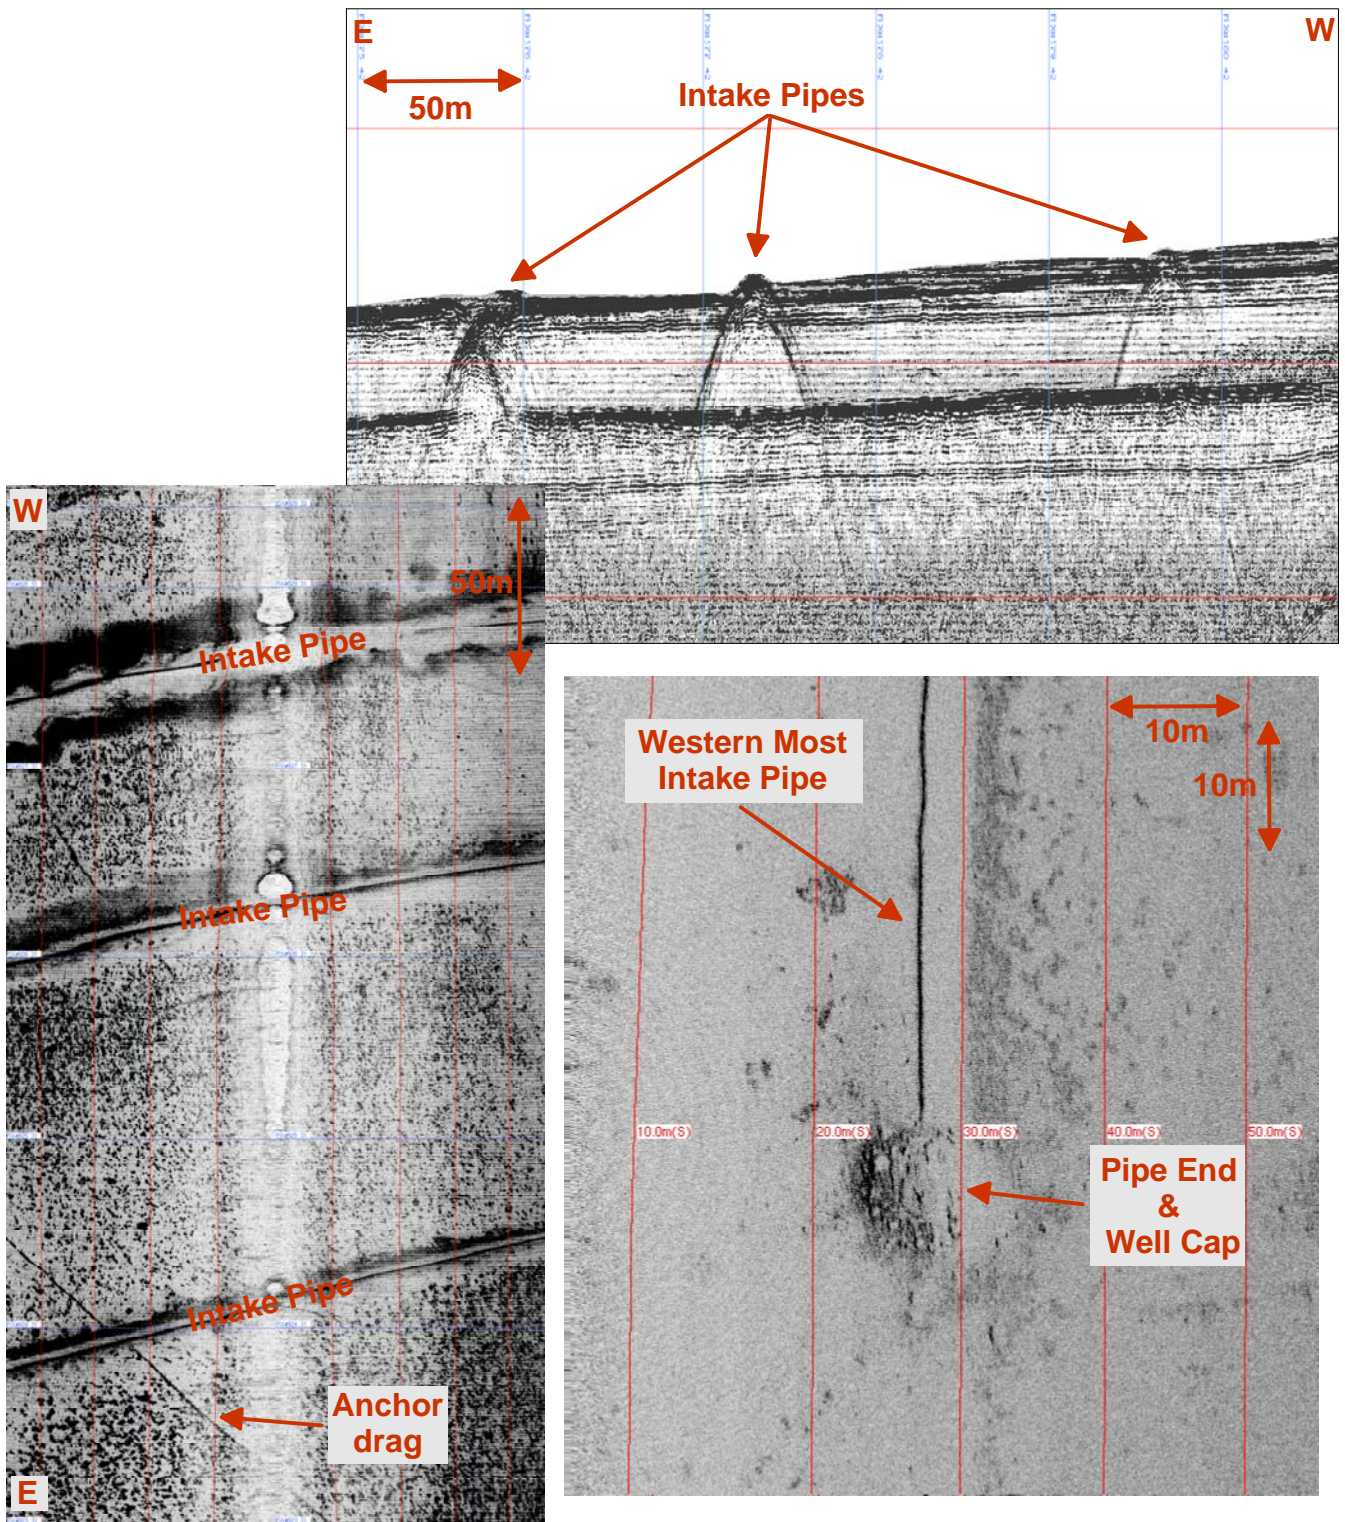 E
W
50m
Intake Pipes
W
50m
Intake Pipe
Intake Pipe
Intake Pipe
Anchor
drag
E
Western Most
Intake Pipe
10m
10m
10.0m(S)
20.0m(S)
30.0m(S)
40.0m(S)
50.0m(S)
Pipe End
&
Well Cap